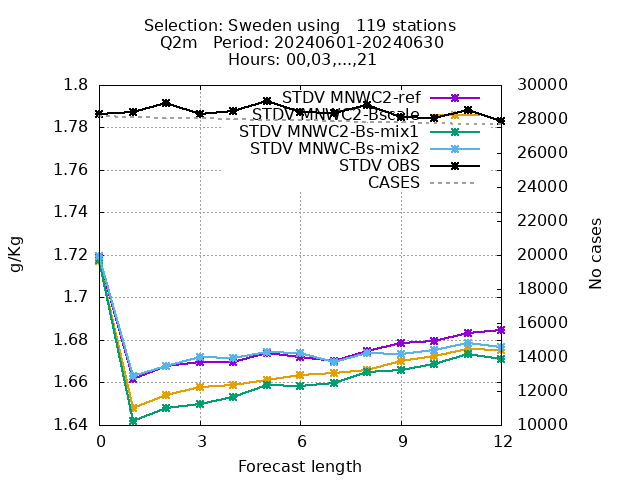 Selection: Sweden using   119 stations
Q2m   Period: 20240601-20240630
Hours: 00,03,...,21
1.8
1.78
1.76
1.74
1.72
1.7
1.68
1.66
1.64
g/Kg
30000
28000
26000
24000
22000
20000
18000
16000
14000
12000
10000
No cases
STDV MNWC2-ref
STDV MNWC2-Bscale
STDV MNWC2-Bs-mix1
STDV MNWC-Bs-mix2
STDV OBS
CASES
0 3 6 9 12
Forecast length